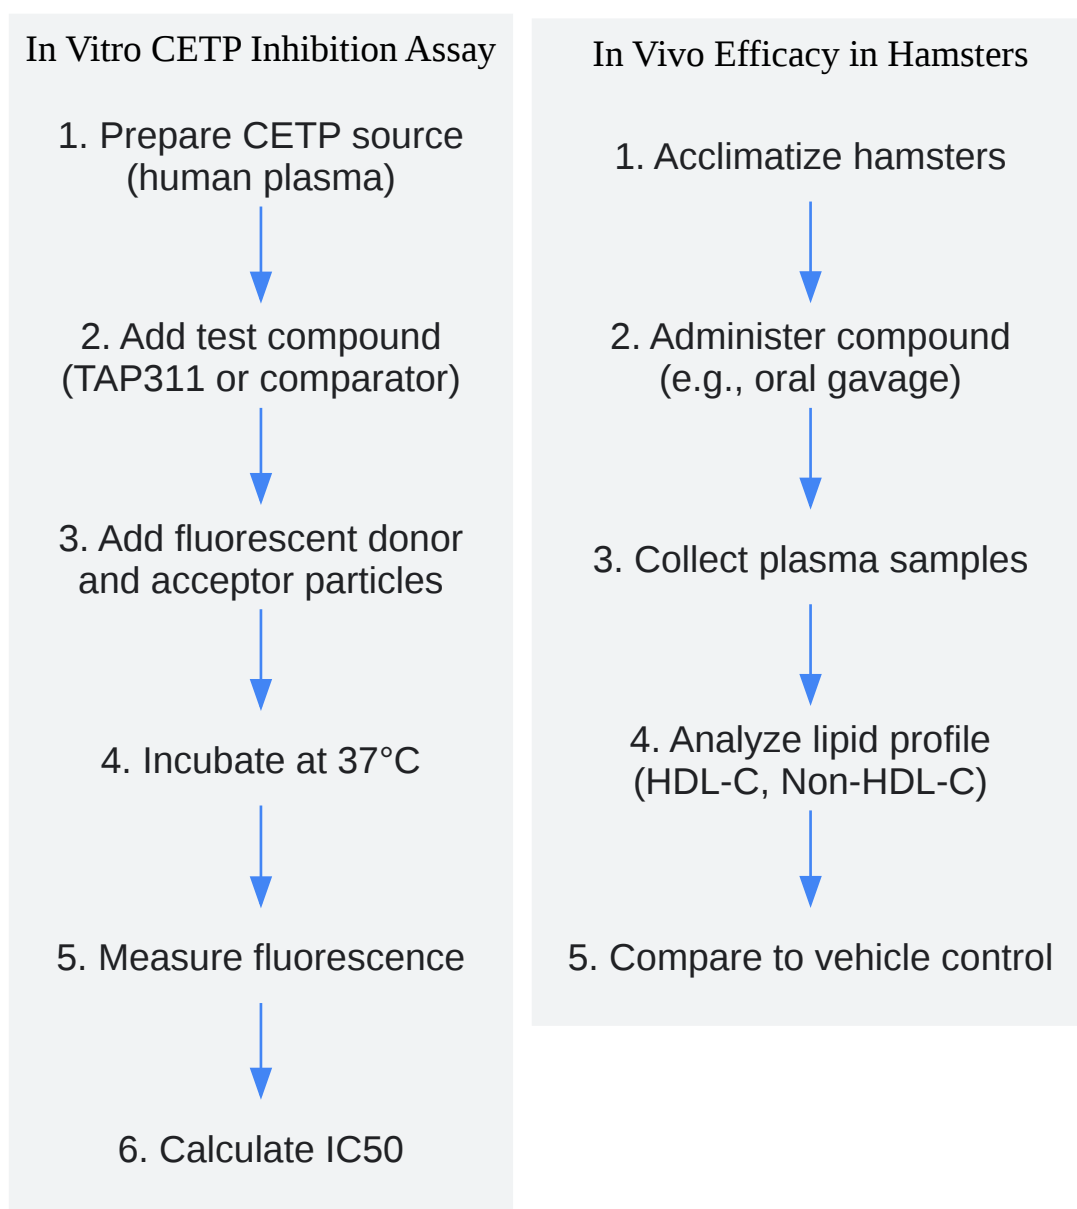 In Vitro CETP Inhibition Assay
1. Prepare CETP source
(human plasma)
2. Add test compound
(TAP311 or comparator)
3. Add fluorescent donor
and acceptor particles
4. Incubate at 37°C
5. Measure fluorescence
6. Calculate IC50
In Vivo Efficacy in Hamsters
1. Acclimatize hamsters
2. Administer compound
(e.g., oral gavage)
3. Collect plasma samples
4. Analyze lipid profile
(HDL-C, Non-HDL-C)
5. Compare to vehicle control